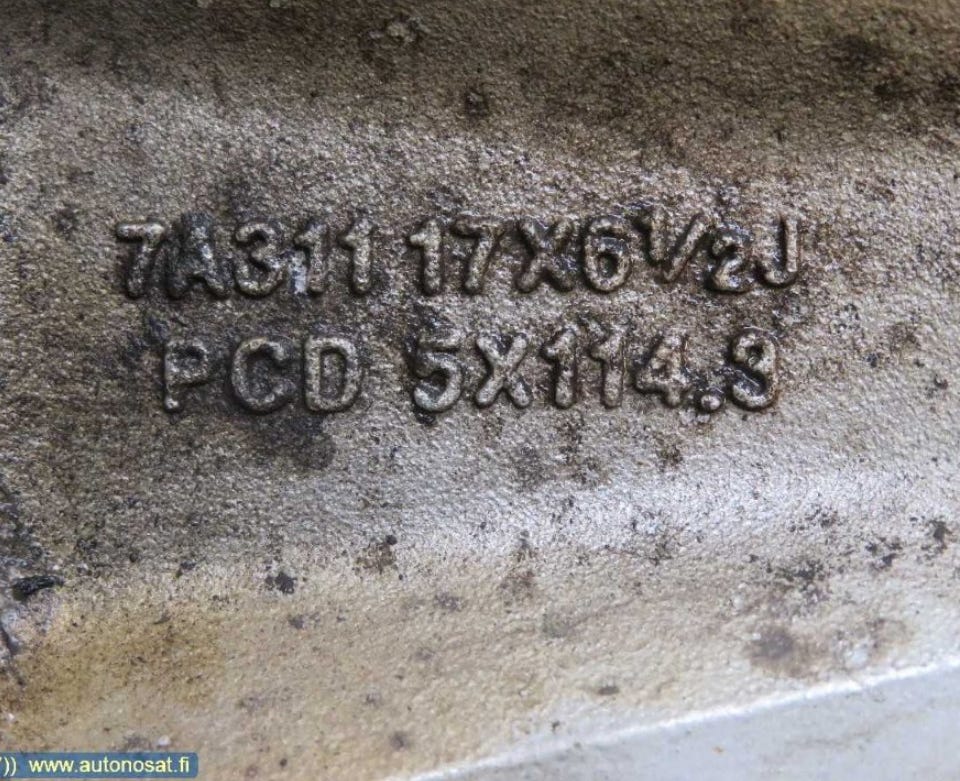 7A311 17X6½J
PCD 5X114.3
www.autonosat.fi